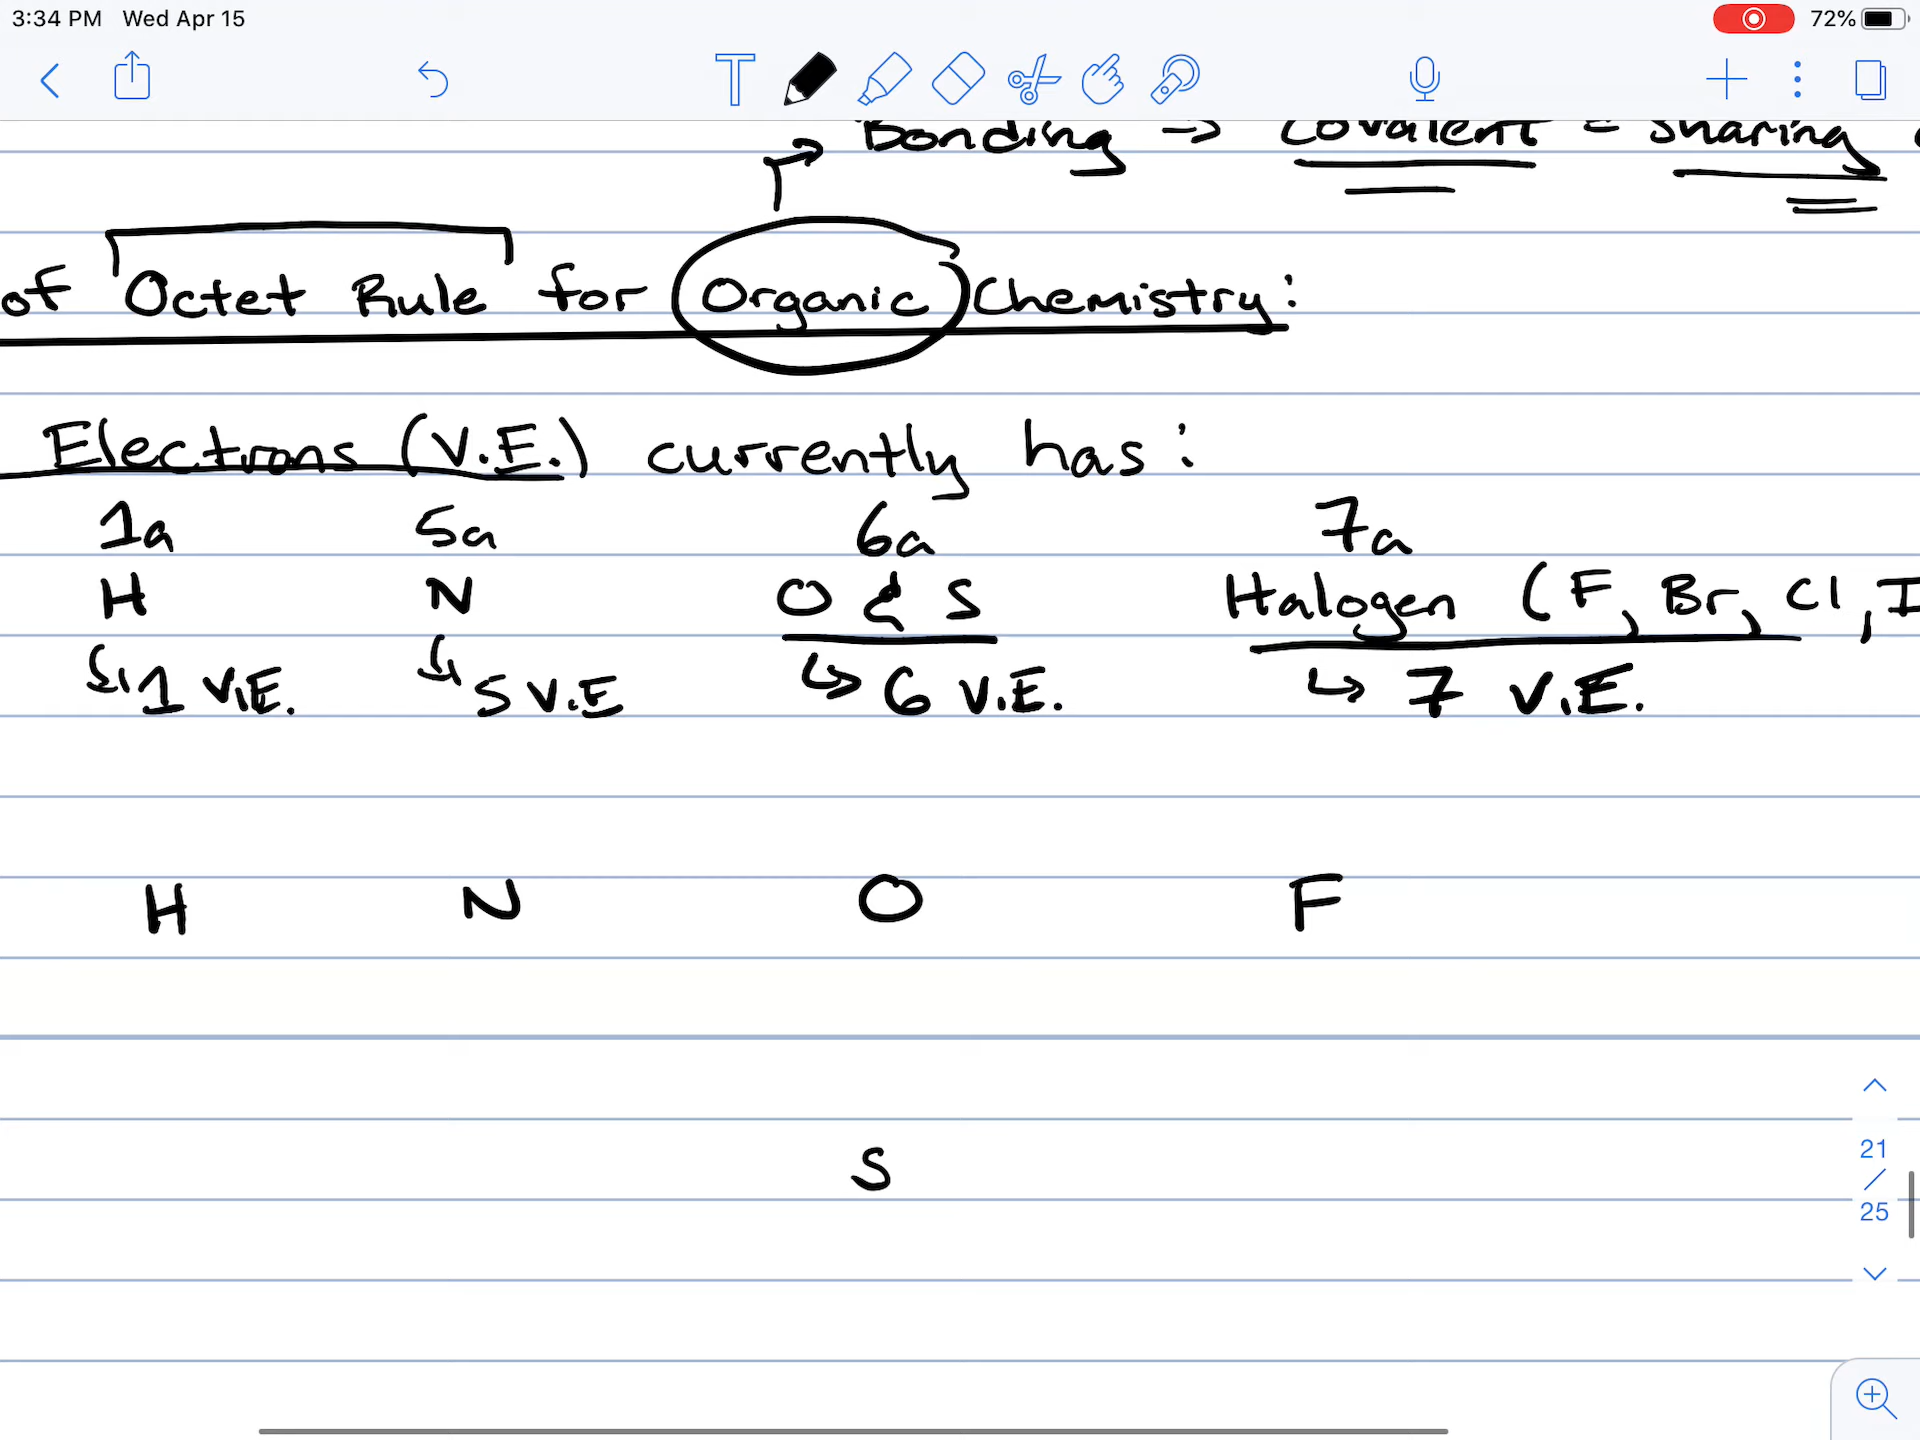 3:34 PM Wed Apr 15 72%
T
Bonding → Covalent = sharing
of Octet Rule for Organic Chemistry:
Electrons (V.E.) currently has:
1a 5a 6a 7a
H N O & S Halogen (F, Br, Cl, I
↳ 1 V.E. ↳ 5 V.E ↳ 6 V.E. ↳ 7 V.E.
H N O F
S
21
/
25